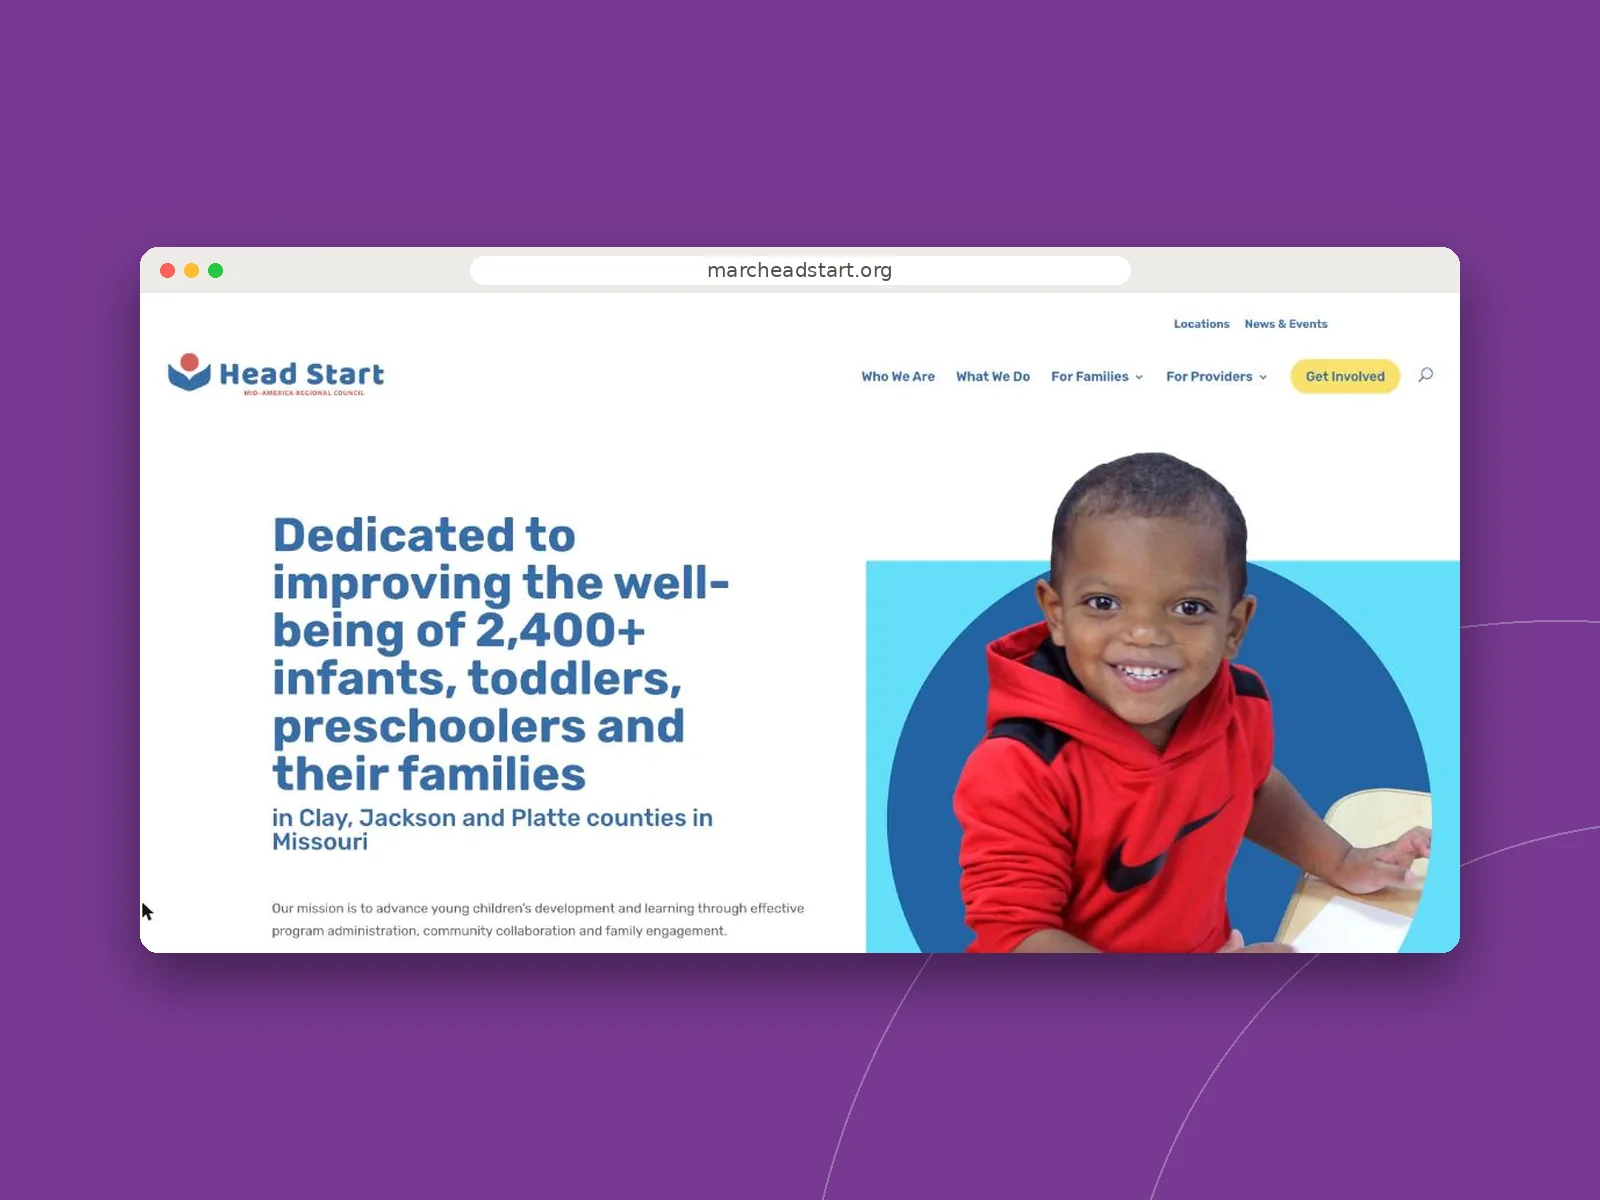 marcheadstart.org
Locations News & Events
Head Start
MID-AMERICA REGIONAL COUNCIL
Who We Are What We Do For Families For Providers Get Involved
Dedicated to
improving the well-
being of 2,400+
infants, toddlers,
preschoolers and
their families
in Clay, Jackson and Platte counties in
Missouri
Our mission is to advance young children's development and learning through effective
program administration, community collaboration and family engagement.